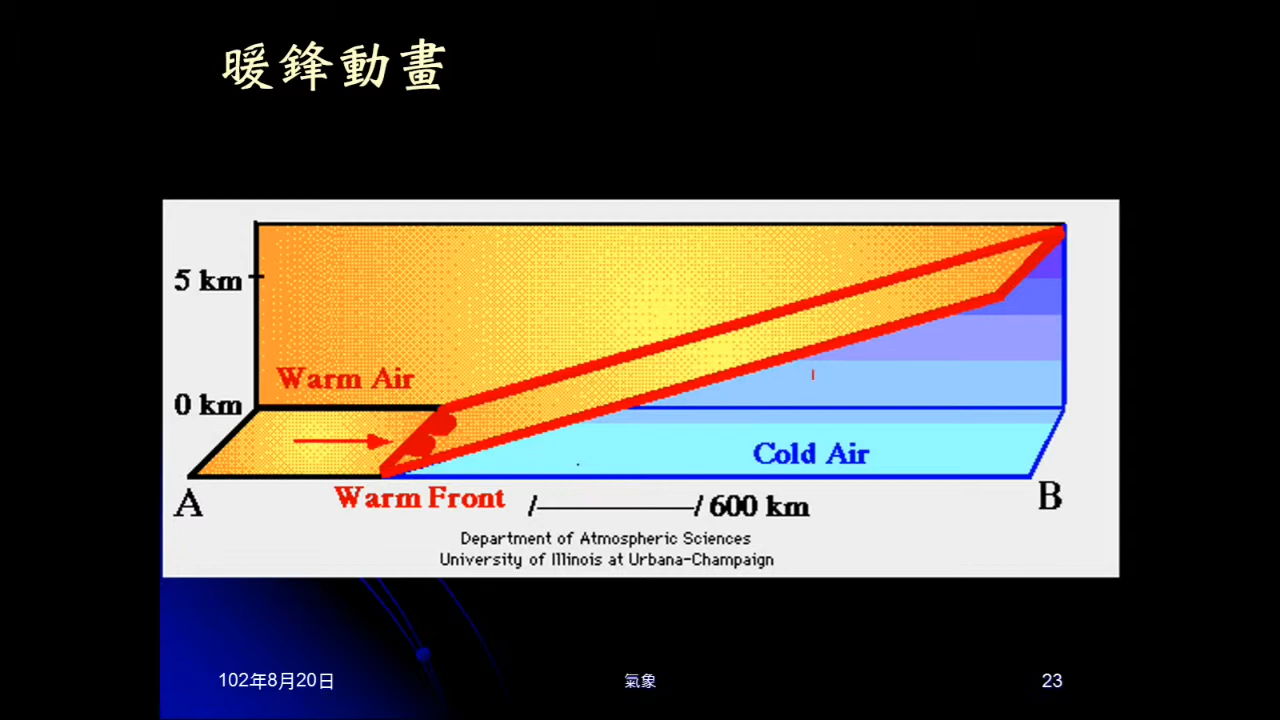 暖鋒動畫
5 km
Warm Air
0 km
Cold Air
A
Warm Front
600 km
B
Department of Atmospheric Sciences
University of Illinois at Urbana-Champaign
102年8月20日
氣象
23